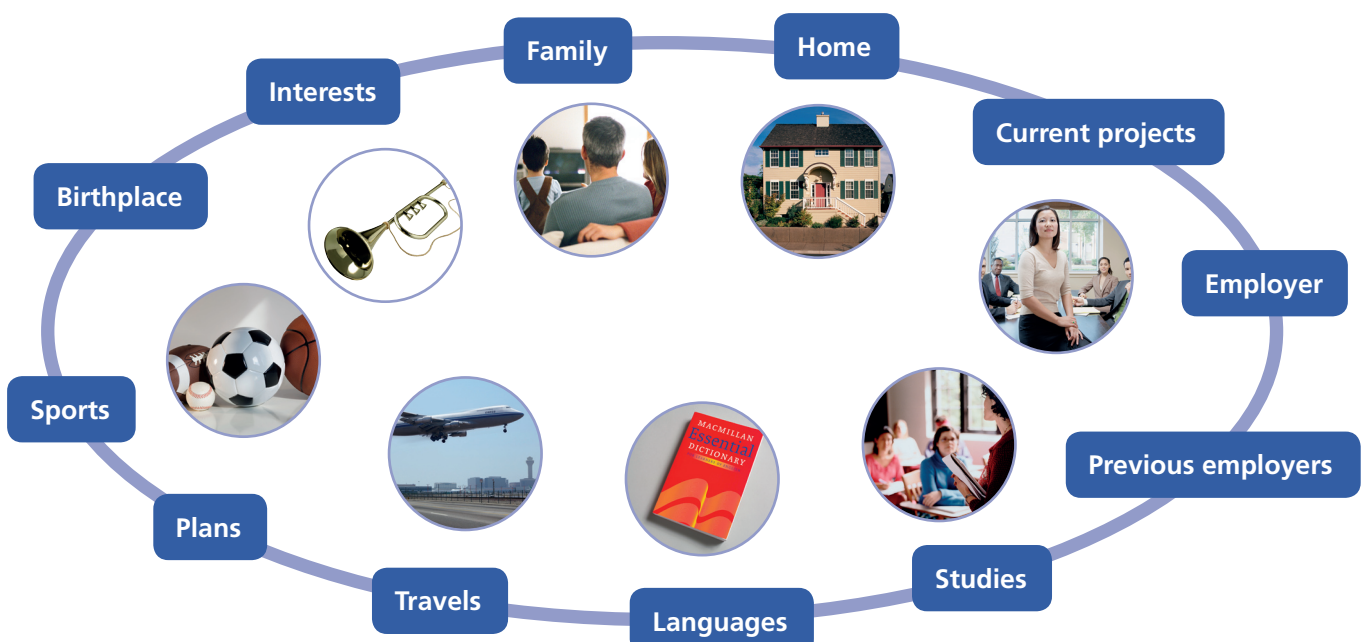 Family
Home
Interests
Current projects
Birthplace
Employer
Sports
MACMILLAN
Essential
DICTIONARY
Previous employers
Plans
Studies
Travels
Languages